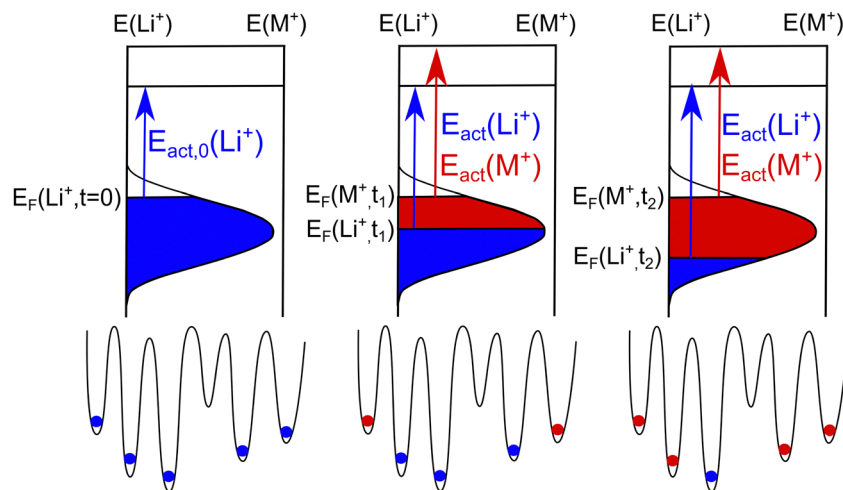 E(Li⁺) E(M⁺)
E_act,0(Li⁺)
E_F(Li⁺,t=0)
E(Li⁺) E(M⁺)
E_act(Li⁺)
E_act(M⁺)
E_F(M⁺,t₁)
E_F(Li⁺,t₁)
E(Li⁺) E(M⁺)
E_act(Li⁺)
E_act(M⁺)
E_F(M⁺,t₂)
E_F(Li⁺,t₂)